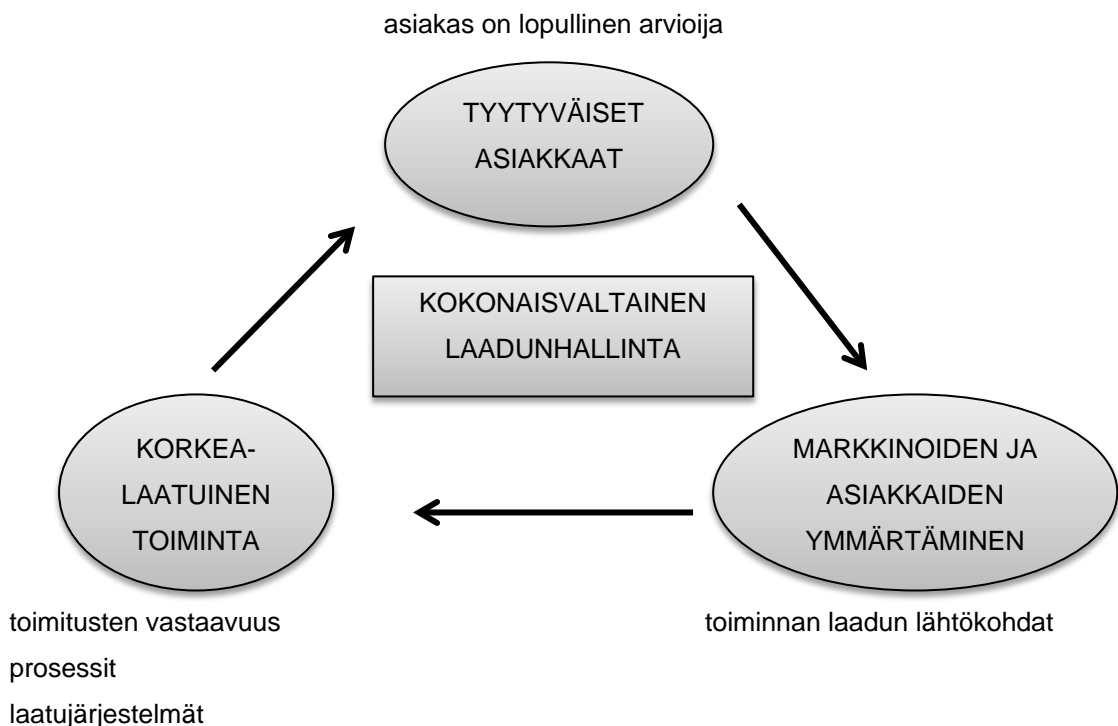 asiakas on lopullinen arvioija
TYYTYVÄISET
ASIAKKAAT
KOKONAISVALTAINEN
LAADUNHALLINTA
KORKEA-
LAATUINEN
TOIMINTA
MARKKINOIDEN JA
ASIAKKAIDEN
YMMÄRTÄMINEN
toimitusten vastaavuus
prosessit
laatujärjestelmät
toiminnan laadun lähtökohdat